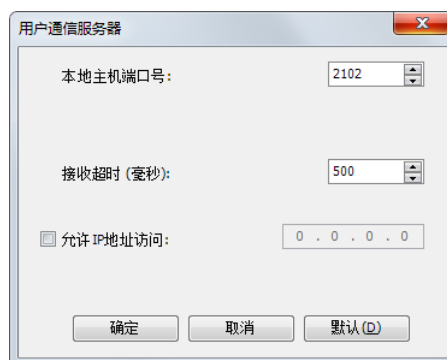 用户通信服务器
本地主机端口号: 2102
接收超时 (毫秒): 500
允许IP地址访问: 0 . 0 . 0 . 0
确定 取消 默认(D)